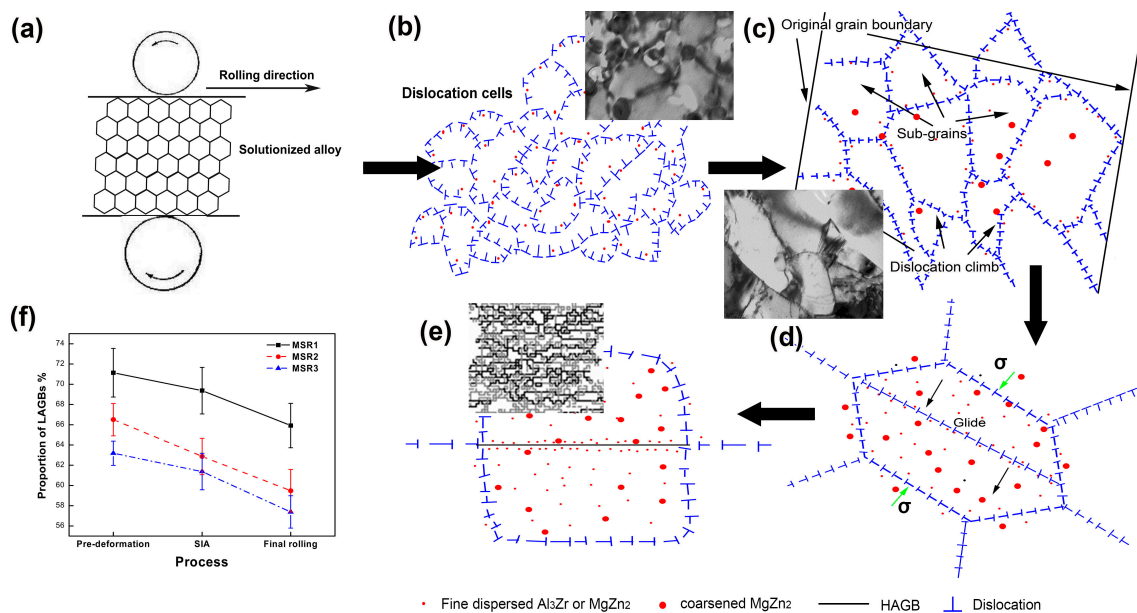 (a)
Rolling direction
Solutionized alloy
(b)
Dislocation cells
(c)
Original grain boundary
Sub-grains
Dislocation climb
(f)
Proportion of LAGBs %
74
72
70
68
66
64
62
60
58
56
MSR1
MSR2
MSR3
Pre-deformation SIA Final rolling
Process
(e)
(d)
σ
Glide
σ
Fine dispersed Al₃Zr or MgZn₂ coarsened MgZn₂ HAGB Dislocation